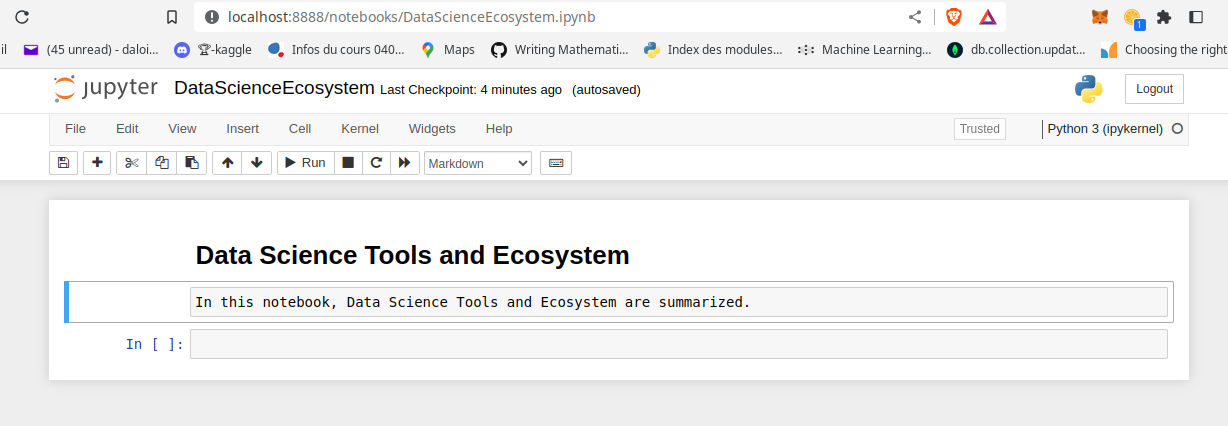 localhost:8888/notebooks/DataScienceEcosystem.ipynb
1
il (45 unread) - daloi... 🏆-kaggle Infos du cours 040... Maps Writing Mathemati... Index des modules... Machine Learning... db.collection.updat... Choosing the right
jupyter DataScienceEcosystem Last Checkpoint: 4 minutes ago (autosaved) Logout
File Edit View Insert Cell Kernel Widgets Help Trusted Python 3 (ipykernel)
Run Markdown
Data Science Tools and Ecosystem
In this notebook, Data Science Tools and Ecosystem are summarized.
In [ ]: